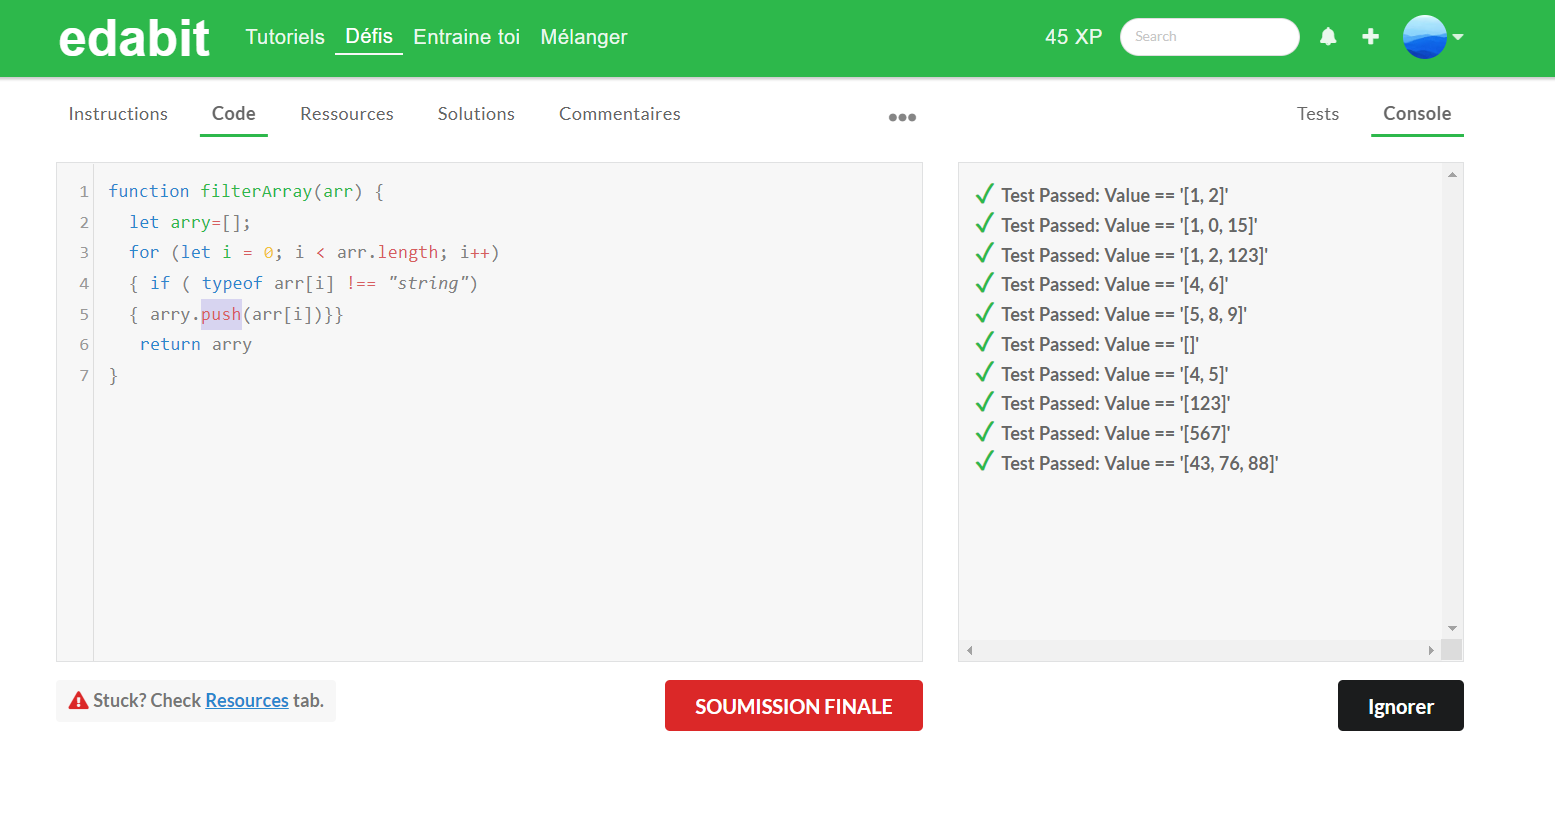 edabit Tutoriels Défis Entraine toi Mélanger 45 XP Search
Instructions Code Ressources Solutions Commentaires Tests Console
1 function filterArray(arr) {
2 let arry=[];
3 for (let i = 0; i < arr.length; i++)
4 { if ( typeof arr[i] !== "string")
5 { arry.push(arr[i])}}
6 return arry
7 }
Test Passed: Value == '[1, 2]'
Test Passed: Value == '[1, 0, 15]'
Test Passed: Value == '[1, 2, 123]'
Test Passed: Value == '[4, 6]'
Test Passed: Value == '[5, 8, 9]'
Test Passed: Value == '[]'
Test Passed: Value == '[4, 5]'
Test Passed: Value == '[123]'
Test Passed: Value == '[567]'
Test Passed: Value == '[43, 76, 88]'
Stuck? Check Resources tab.
SOUMISSION FINALE
Ignorer